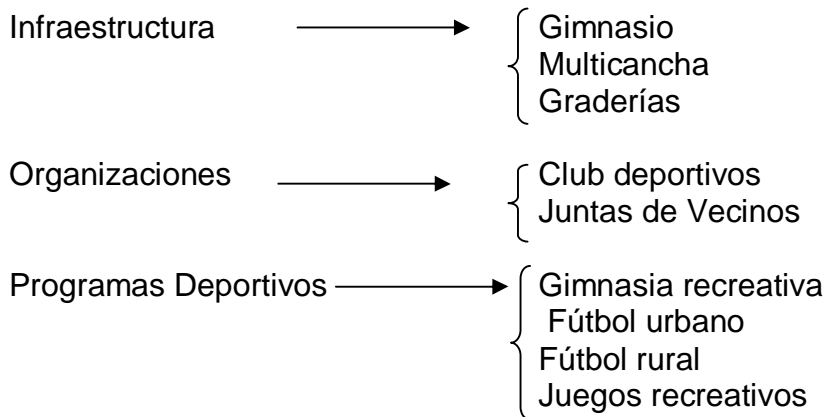 Infraestructura
Gimnasio
Multicancha
Graderías
Organizaciones
Club deportivos
Juntas de Vecinos
Programas Deportivos
Gimnasia recreativa
Fútbol urbano
Fútbol rural
Juegos recreativos